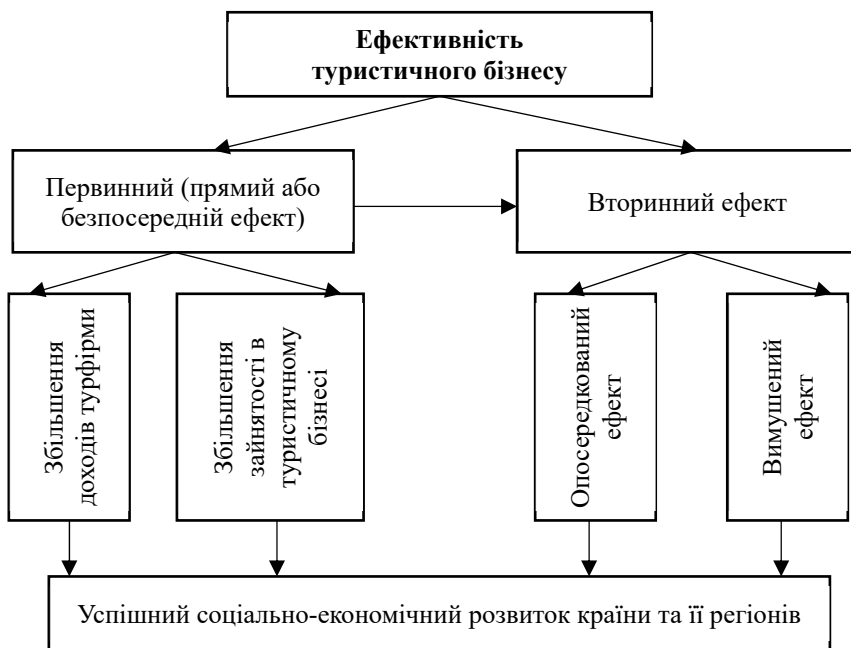 Ефективність
туристичного бізнесу
Первинний (прямий або
безпосередній ефект)
Вторинний ефект
Збільшення
доходів турфірми
Збільшення
зайнятості в
туристичному
бізнесі
Опосередкований
ефект
Вимушений
ефект
Успішний соціально-економічний розвиток країни та її регіонів